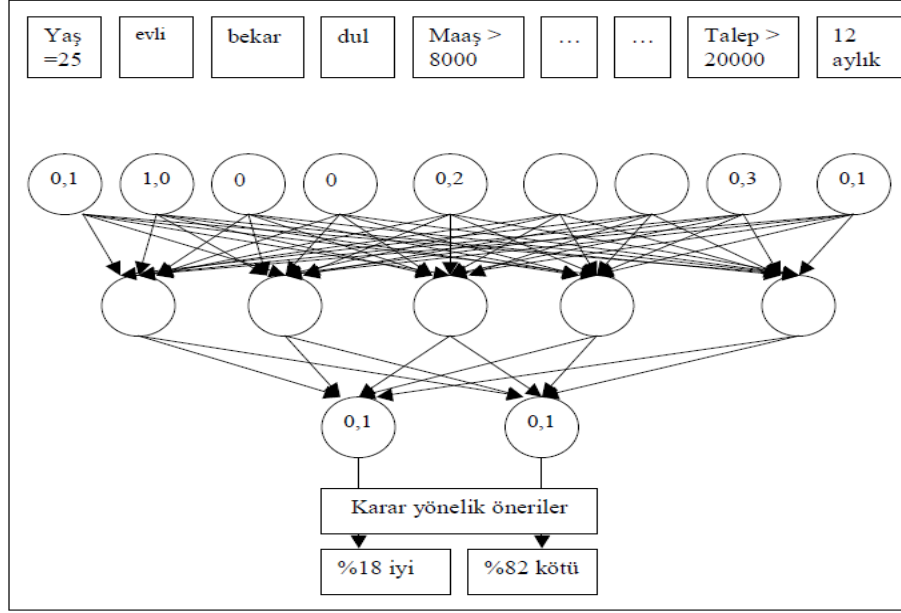 Yaş =25
evli
bekar
dul
Maaş > 8000
…
…
Talep > 20000
12 aylık
0,1
1,0
0
0
0,2
0,3
0,1
0,1
0,1
Karar yönelik öneriler
%18 iyi
%82 kötü